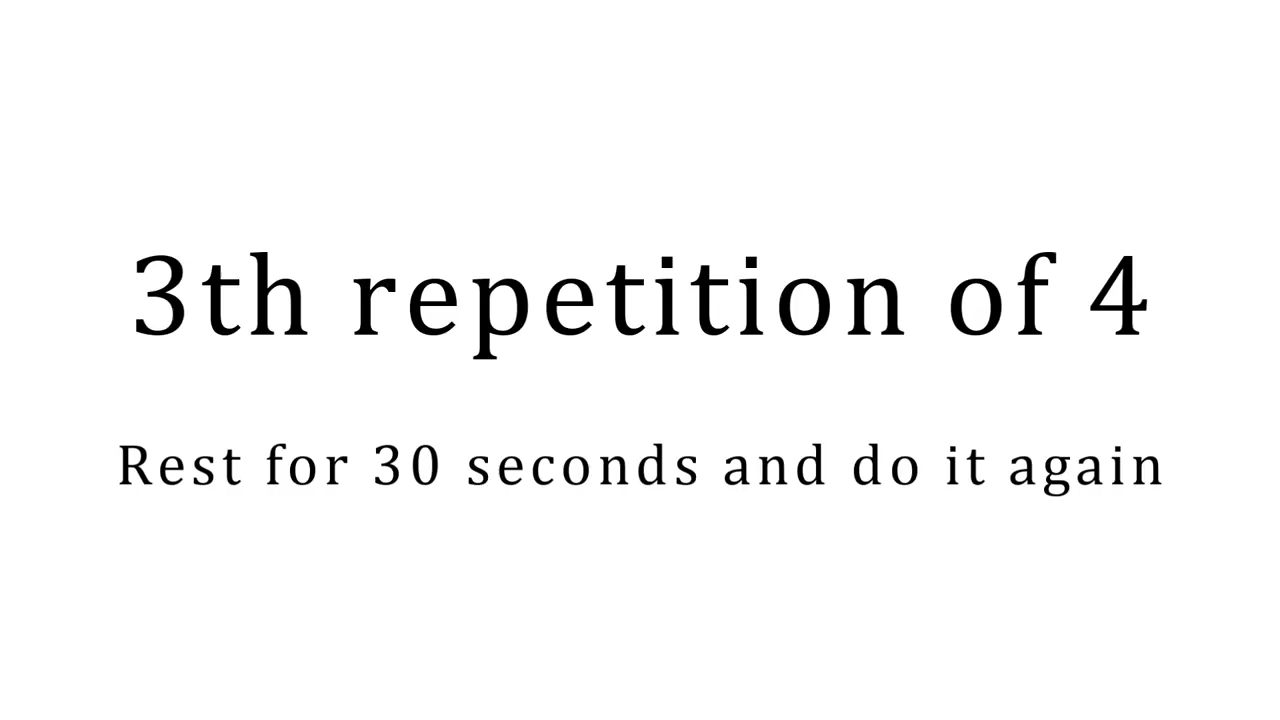 3th repetition of 4
Rest for 30 seconds and do it again